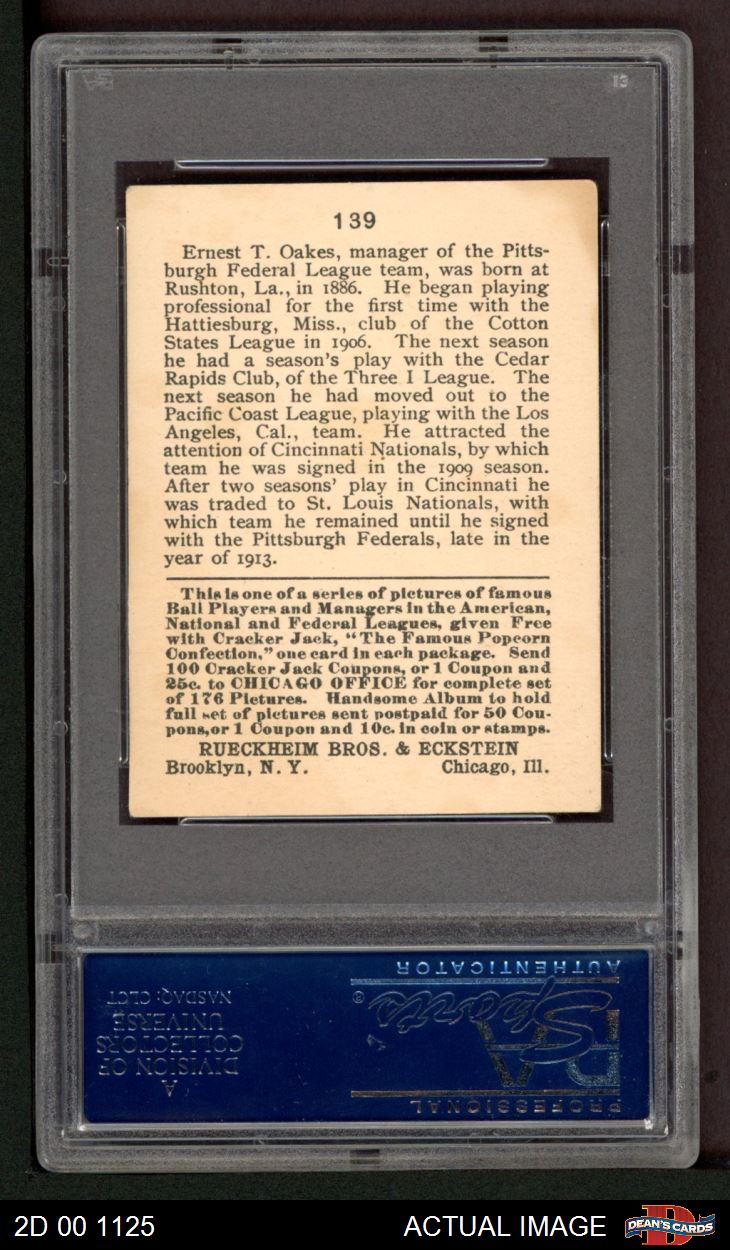 13
139
Ernest T. Oakes, manager of the Pitts-
burgh Federal League team, was born at
Rushton, La., in 1886. He began playing
professional for the first time with the
Hattiesburg, Miss., club of the Cotton
States League in 1906. The next season
he had a season's play with the Cedar
Rapids Club, of the Three I League. The
next season he had moved out to the
Pacific Coast League, playing with the Los
Angeles, Cal., team. He attracted the
attention of Cincinnati Nationals, by which
team he was signed in the 1909 season.
After two seasons' play in Cincinnati he
was traded to St. Louis Nationals, with
which team he remained until he signed
with the Pittsburgh Federals, late in the
year of 1913.
This is one of a series of pictures of famous
Ball Players and Managers in the American,
National and Federal Leagues, given Free
with Cracker Jack, "The Famous Popcorn
Confection," one card in each package. Send
100 Cracker Jack Coupons, or 1 Coupon and
25c. to CHICAGO OFFICE for complete set
of 176 Pictures. Handsome Album to hold
full set of pictures sent postpaid for 50 Cou-
pons, or 1 Coupon and 10c. in coin or stamps.
RUECKHEIM BROS. & ECKSTEIN
Brooklyn, N. Y. Chicago, Ill.
PROFESSIONAL
PSA
Sports ®
AUTHENTICATOR
A
DIVISION OF
COLLECTORS
UNIVERSE
NASDAQ: CLCT
2D 00 1125 ACTUAL IMAGE
D
DEAN'S CARDS